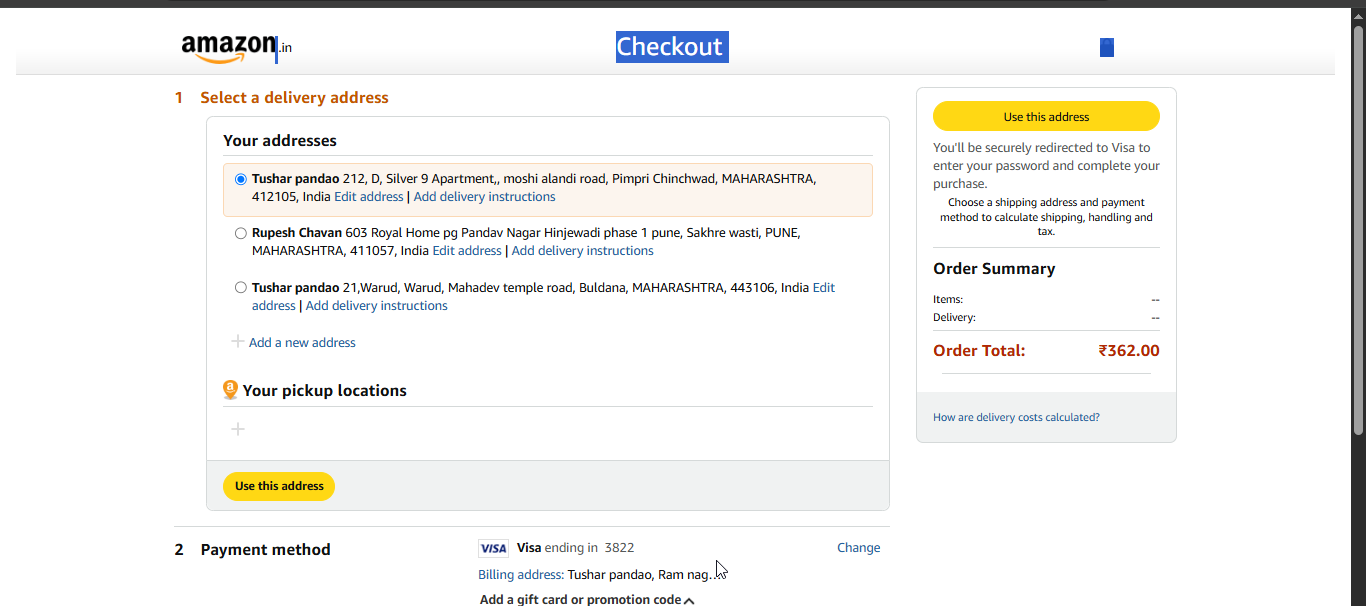 amazon.in
Checkout
1 Select a delivery address
Your addresses
Tushar pandao 212, D, Silver 9 Apartment,, moshi alandi road, Pimpri Chinchwad, MAHARASHTRA,
412105, India Edit address | Add delivery instructions
Rupesh Chavan 603 Royal Home pg Pandav Nagar Hinjewadi phase 1 pune, Sakhre wasti, PUNE,
MAHARASHTRA, 411057, India Edit address | Add delivery instructions
Tushar pandao 21,Warud, Warud, Mahadev temple road, Buldana, MAHARASHTRA, 443106, India Edit
address | Add delivery instructions
Add a new address
Your pickup locations
Use this address
2 Payment method
VISA Visa ending in 3822
Change
Billing address: Tushar pandao, Ram nag...
Add a gift card or promotion code
Use this address
You'll be securely redirected to Visa to
enter your password and complete your
purchase.
Choose a shipping address and payment
method to calculate shipping, handling and
tax.
Order Summary
Items: --
Delivery: --
Order Total: ₹362.00
How are delivery costs calculated?